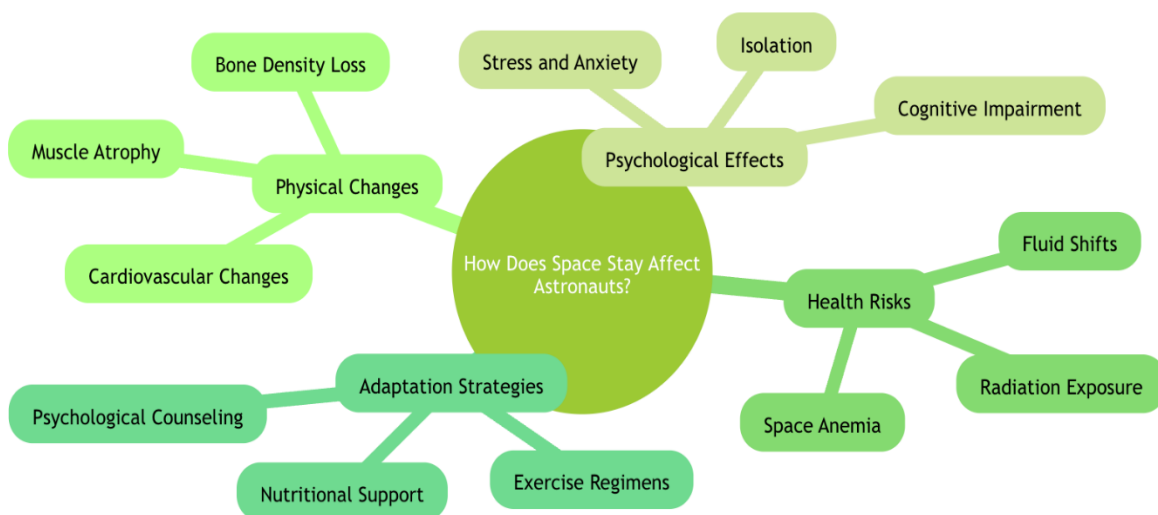 How Does Space Stay Affect
Astronauts?
Physical Changes
Bone Density Loss
Muscle Atrophy
Cardiovascular Changes
Psychological Effects
Stress and Anxiety
Isolation
Cognitive Impairment
Health Risks
Fluid Shifts
Radiation Exposure
Space Anemia
Adaptation Strategies
Psychological Counseling
Nutritional Support
Exercise Regimens